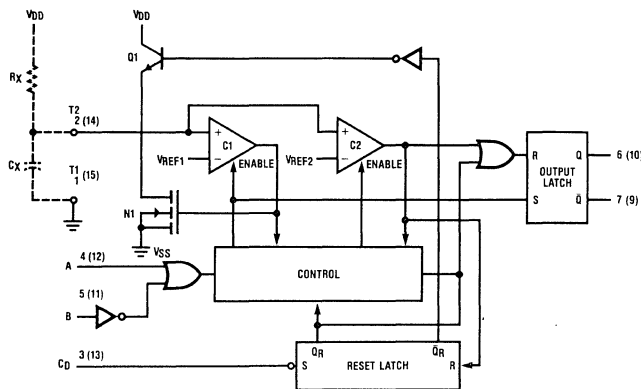 VDD
VDD
Q1
RX
T2
2 (14)
CX
T1
1 (15)
+
C1
−
VREF1
ENABLE
+
C2
−
VREF2
ENABLE
R
Q
6 (10)
OUTPUT
LATCH
S
Q̄
7 (9)
N1
VSS
A
4 (12)
CONTROL
5 (11)
B
QR
Q̄R
CD
3 (13)
S
RESET LATCH
R